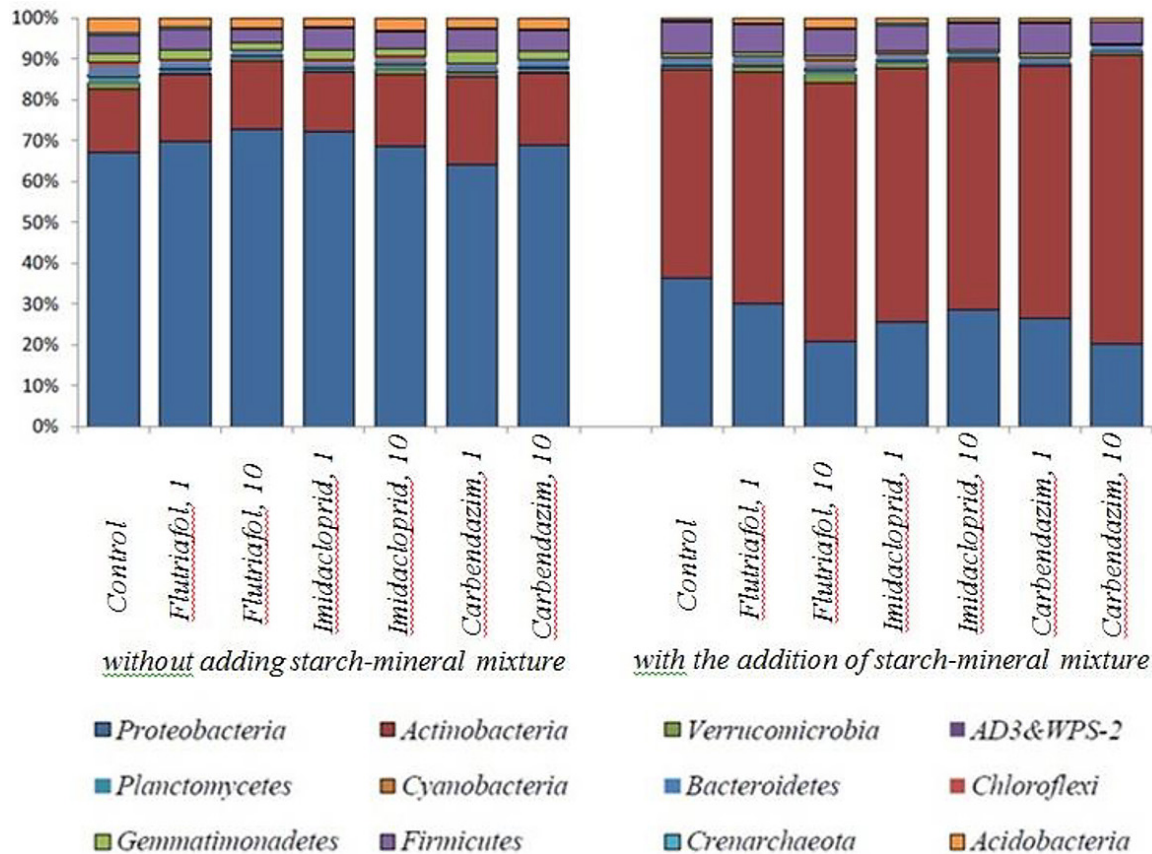 100%
90%
80%
70%
60%
50%
40%
30%
20%
10%
0%
Control
Flutriafol, 1
Flutriafol, 10
Imidacloprid, 1
Imidacloprid, 10
Carbendazim, 1
Carbendazim, 10
Control
Flutriafol, 1
Flutriafol, 10
Imidacloprid, 1
Imidacloprid, 10
Carbendazim, 1
Carbendazim, 10
without adding starch-mineral mixture
with the addition of starch-mineral mixture
Proteobacteria Actinobacteria Verrucomicrobia AD3&WPS-2
Planctomycetes Cyanobacteria Bacteroidetes Chloroflexi
Gemmatimonadetes Firmicutes Crenarchaeota Acidobacteria